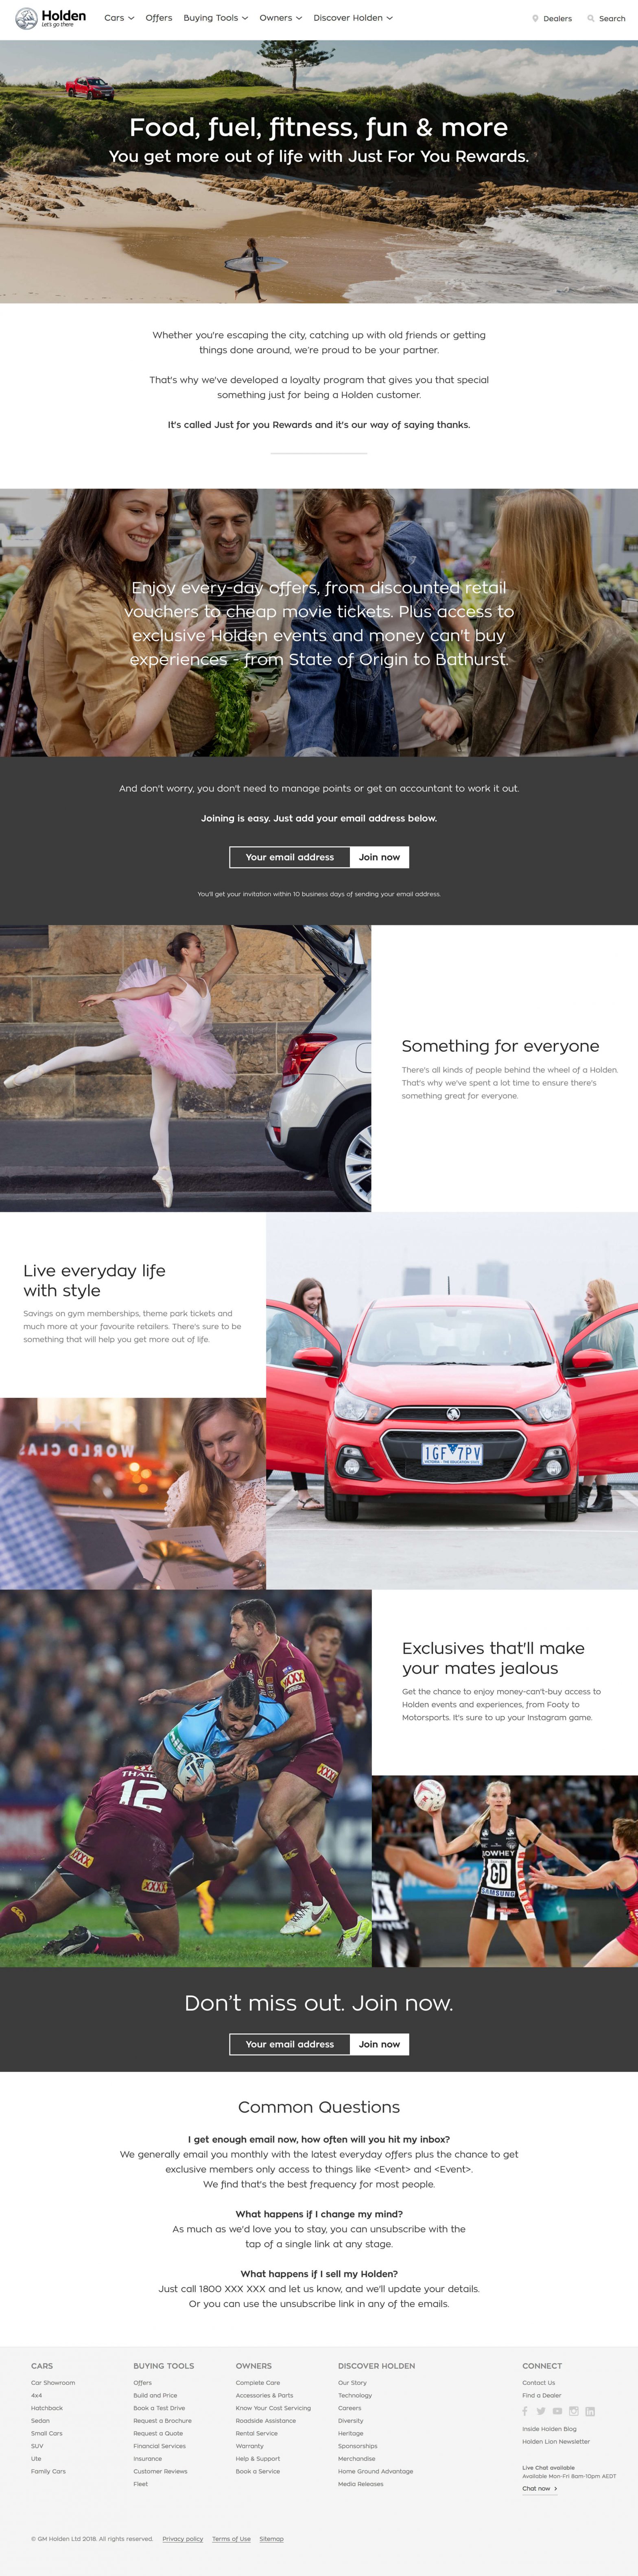 Holden
Let's go there
Cars
Offers
Buying Tools
Owners
Discover Holden
Dealers
Search
Food, fuel, fitness, fun & more
You get more out of life with Just For You Rewards.
Whether you're escaping the city, catching up with old friends or getting
things done around, we're proud to be your partner.
That's why we've developed a loyalty program that gives you that special
something just for being a Holden customer.
It's called Just for you Rewards and it's our way of saying thanks.
Enjoy every-day offers, from discounted retail
vouchers to cheap movie tickets. Plus access to
exclusive Holden events and money can't buy
experiences - from State of Origin to Bathurst.
And don't worry, you don't need to manage points or get an accountant to work it out.
Joining is easy. Just add your email address below.
Your email address
Join now
You'll get your invitation within 10 business days of sending your email address.
Something for everyone
There's all kinds of people behind the wheel of a Holden.
That's why we've spent a lot time to ensure there's
something great for everyone.
Live everyday life
with style
Savings on gym memberships, theme park tickets and
much more at your favourite retailers. There's sure to be
something that will help you get more out of life.
1GF 7PV
VICTORIA - THE EDUCATION STATE
WORLD CLAS
Exclusives that'll make
your mates jealous
Get the chance to enjoy money-can't-buy access to
Holden events and experiences, from Footy to
Motorsports. It's sure to up your Instagram game.
XXXX
THAID
12
XXXX
XXXX
GD
SAMSUNG
Don't miss out. Join now.
Your email address
Join now
Common Questions
I get enough email now, how often will you hit my inbox?
We generally email you monthly with the latest everyday offers plus the chance to get
exclusive members only access to things like <Event> and <Event>.
We find that's the best frequency for most people.
What happens if I change my mind?
As much as we'd love you to stay, you can unsubscribe with the
tap of a single link at any stage.
What happens if I sell my Holden?
Just call 1800 XXX XXX and let us know, and we'll update your details.
Or you can use the unsubscribe link in any of the emails.
CARS
Car Showroom
4x4
Hatchback
Sedan
Small Cars
SUV
Ute
Family Cars
BUYING TOOLS
Offers
Build and Price
Book a Test Drive
Request a Brochure
Request a Quote
Financial Services
Insurance
Customer Reviews
Fleet
OWNERS
Complete Care
Accessories & Parts
Know Your Cost Servicing
Roadside Assistance
Rental Service
Warranty
Help & Support
Book a Service
DISCOVER HOLDEN
Our Story
Technology
Careers
Diversity
Heritage
Sponsorships
Merchandise
Home Ground Advantage
Media Releases
CONNECT
Contact Us
Find a Dealer
Inside Holden Blog
Holden Lion Newsletter
Live Chat available
Available Mon-Fri 8am-10pm AEDT
Chat now
© GM Holden Ltd 2018. All rights reserved.
Privacy policy
Terms of Use
Sitemap